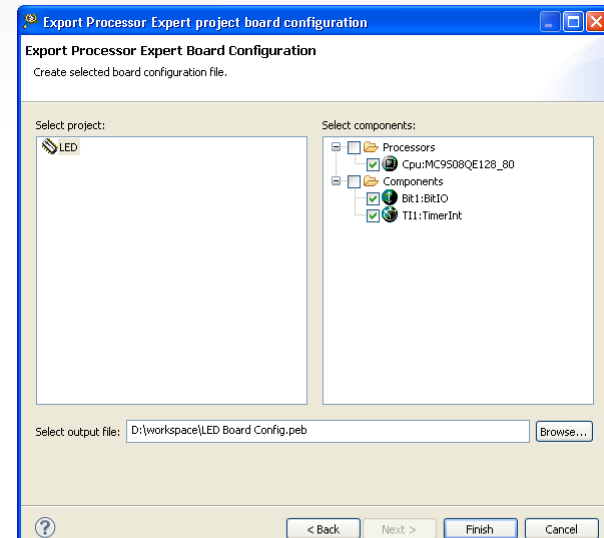 Export Processor Expert project board configuration
Export Processor Expert Board Configuration
Create selected board configuration file.
Select project:
LED
Select components:
Processors
Cpu:MC9S08QE128_80
Components
Bit1:BitIO
TI1:TimerInt
Select output file: D:\workspace\LED Board Config.peb Browse...
? < Back Next > Finish Cancel